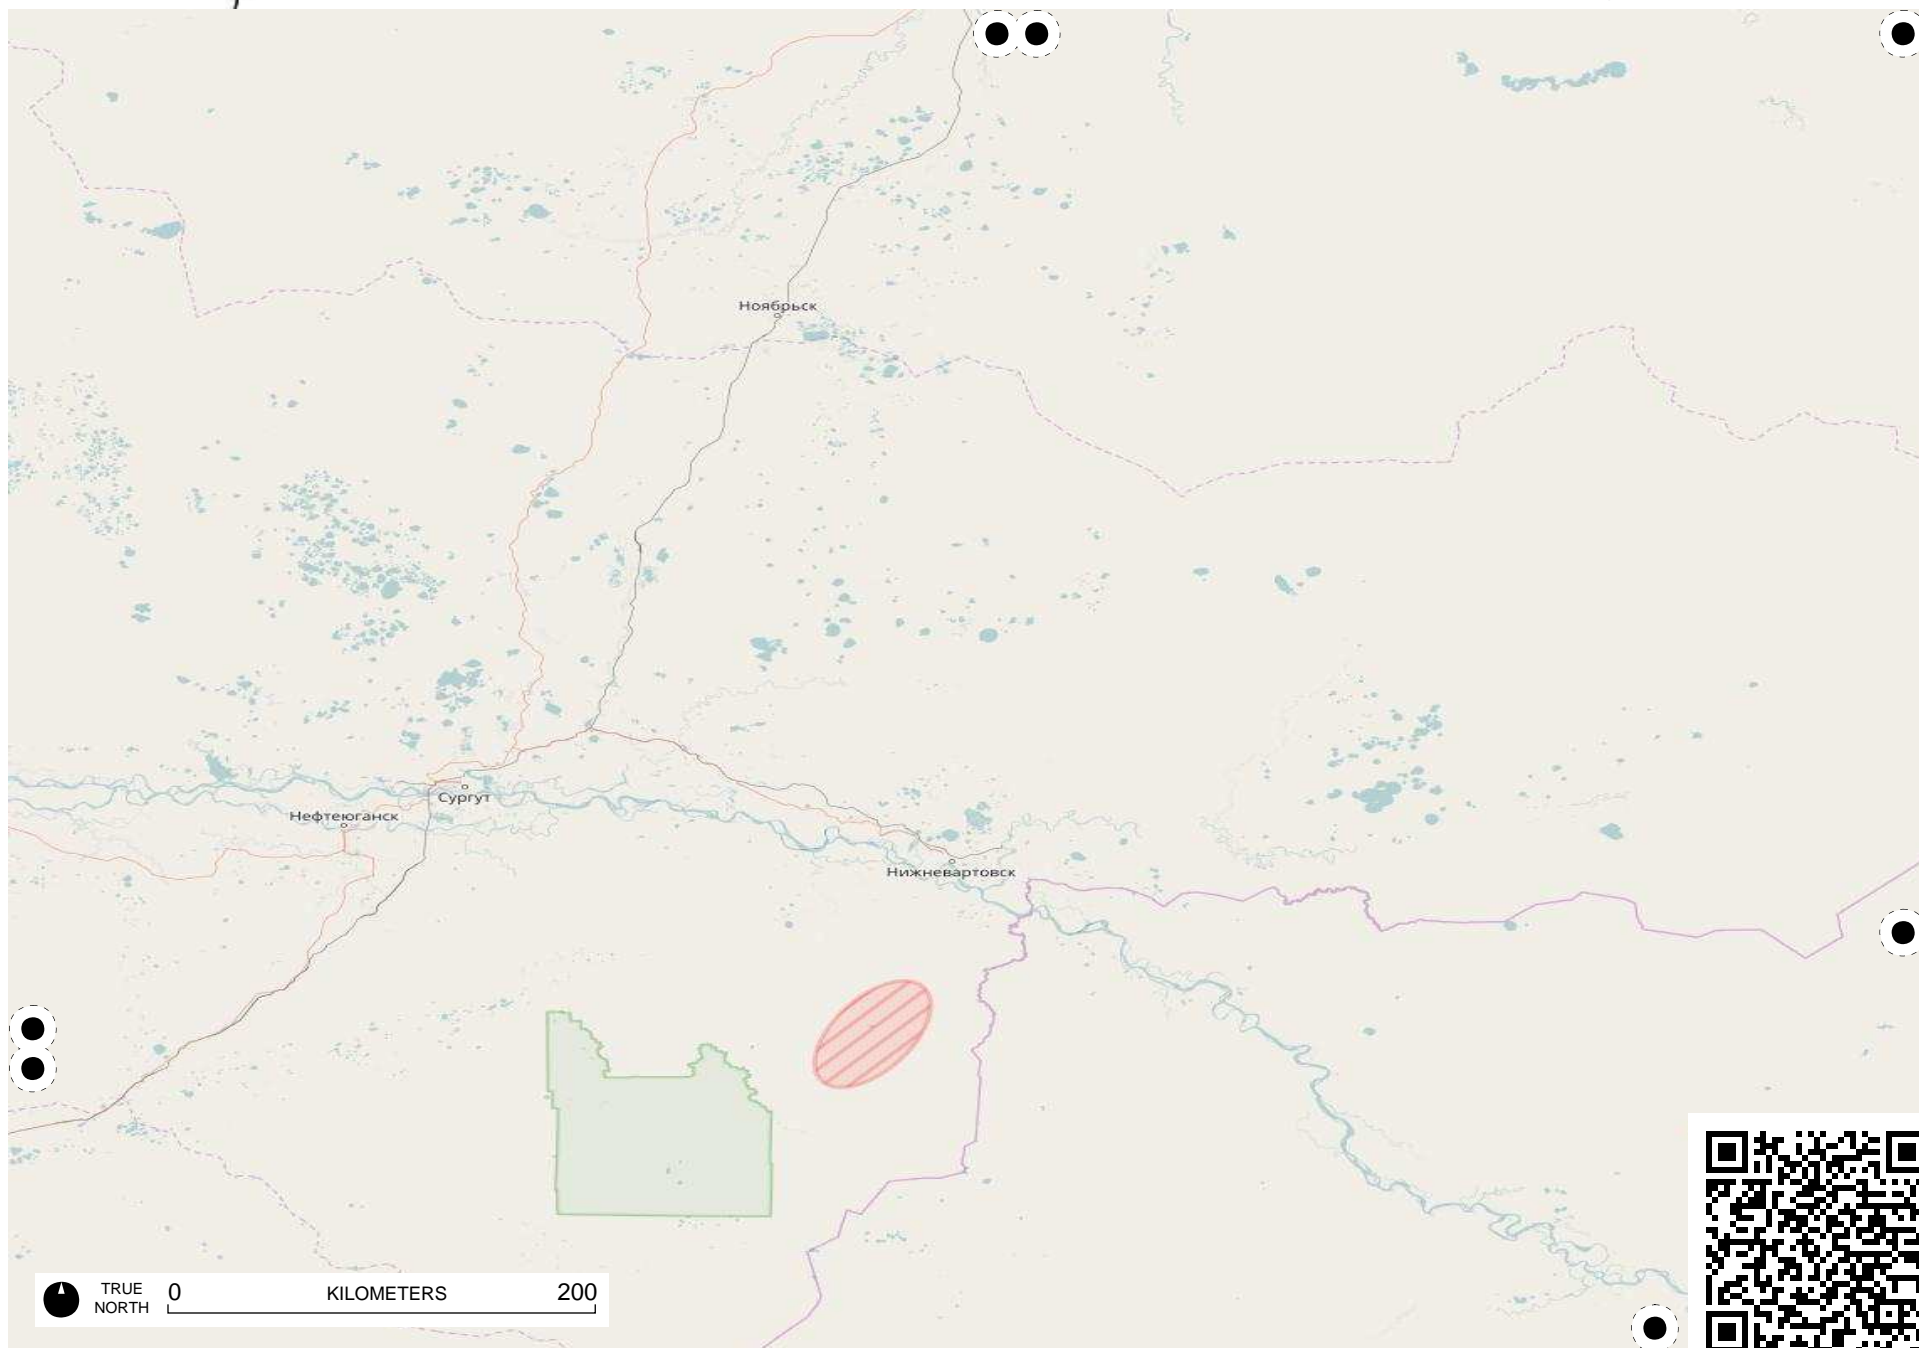 Ноябрьск
Сургут
Нефтеюганск
Нижневартовск
TRUE
NORTH
0 KILOMETERS 200